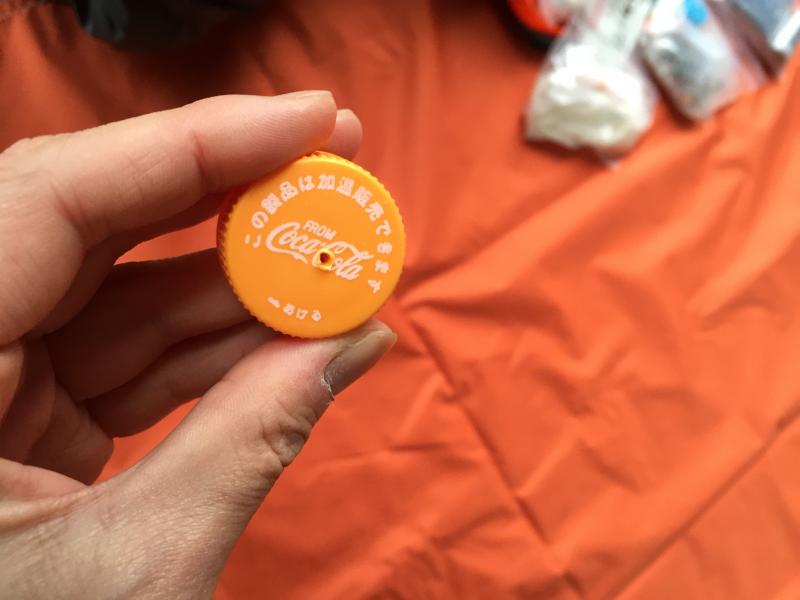 この製品は加温販売できます
FROM
Coca-Cola
←あける